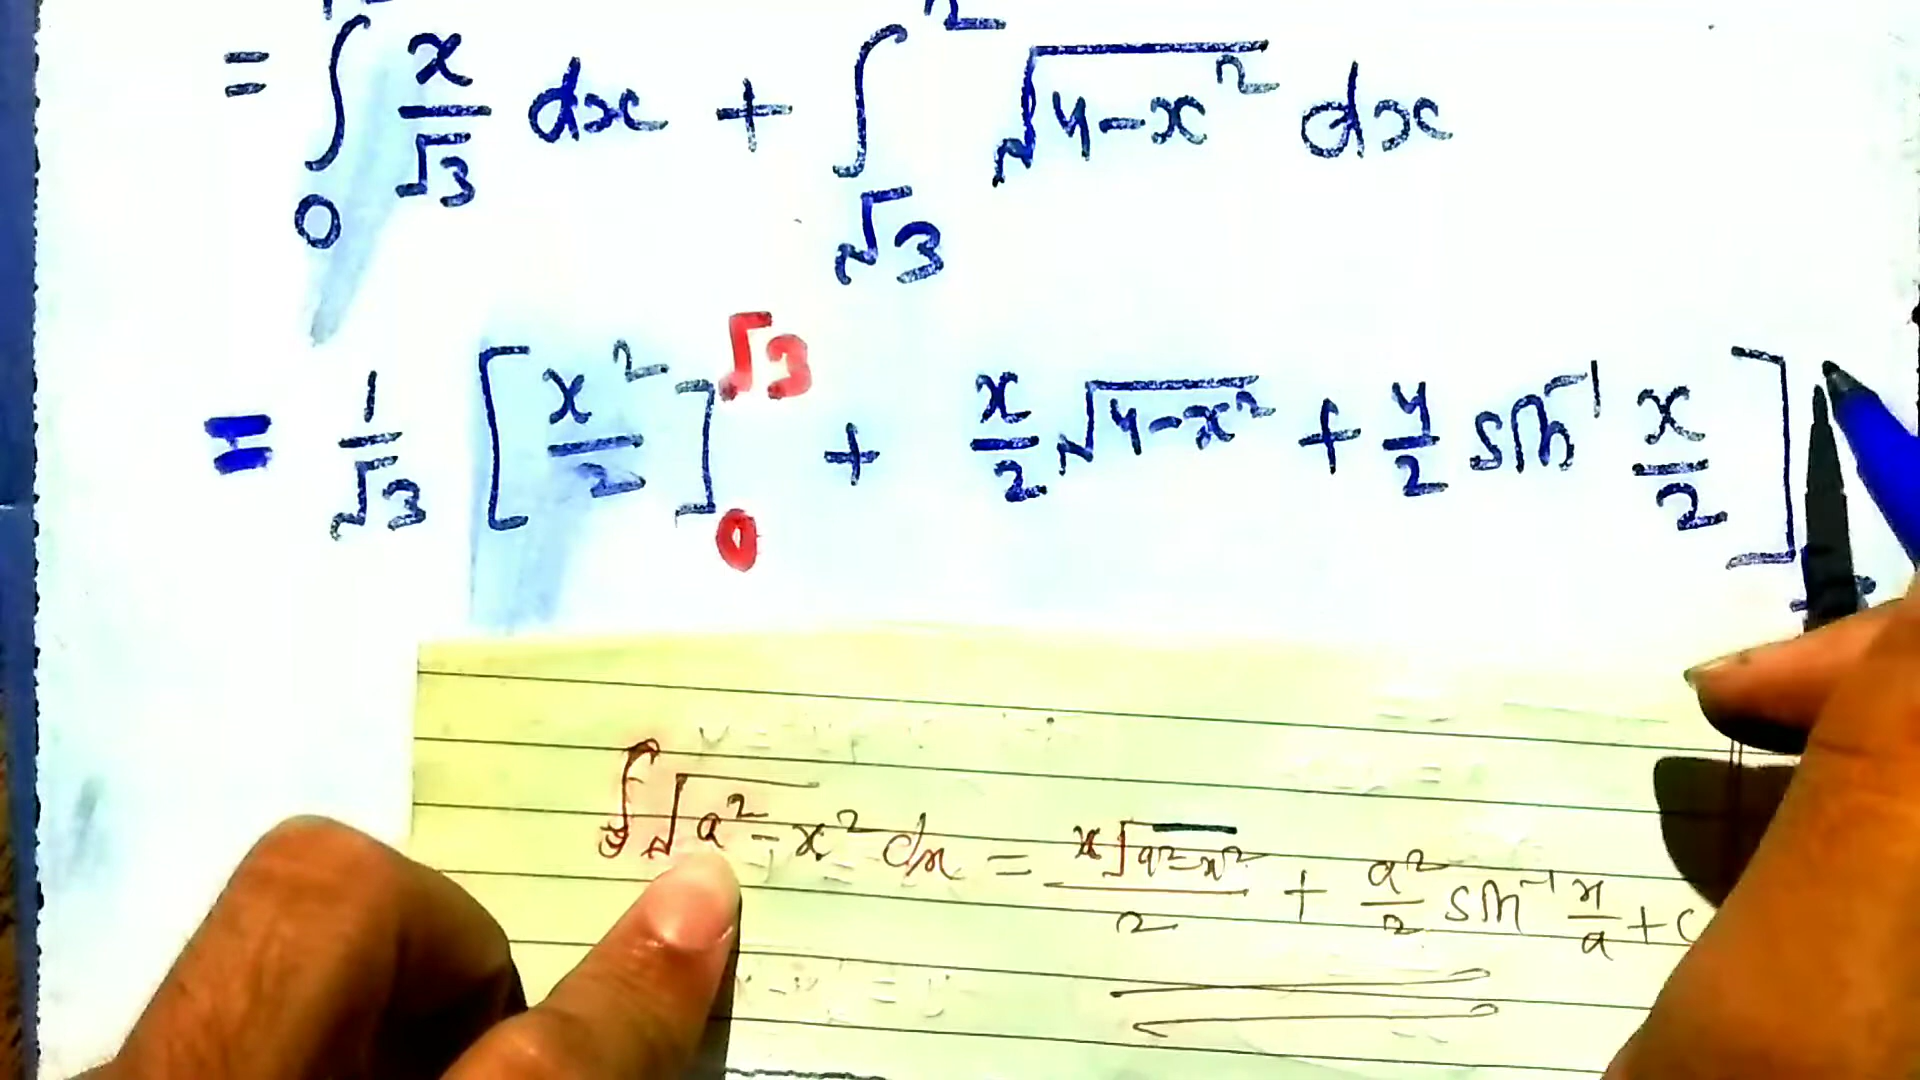 = ∫₀ x/√3 dx + ∫_√3^2 √4-x² dx
= 1/√3 [x²/2]₀^√3 + x/2 √4-x² + 4/2 sin⁻¹ x/2]
∫√a²-x² dx = x√a²-x²/2 + a²/2 sin⁻¹ x/a + C